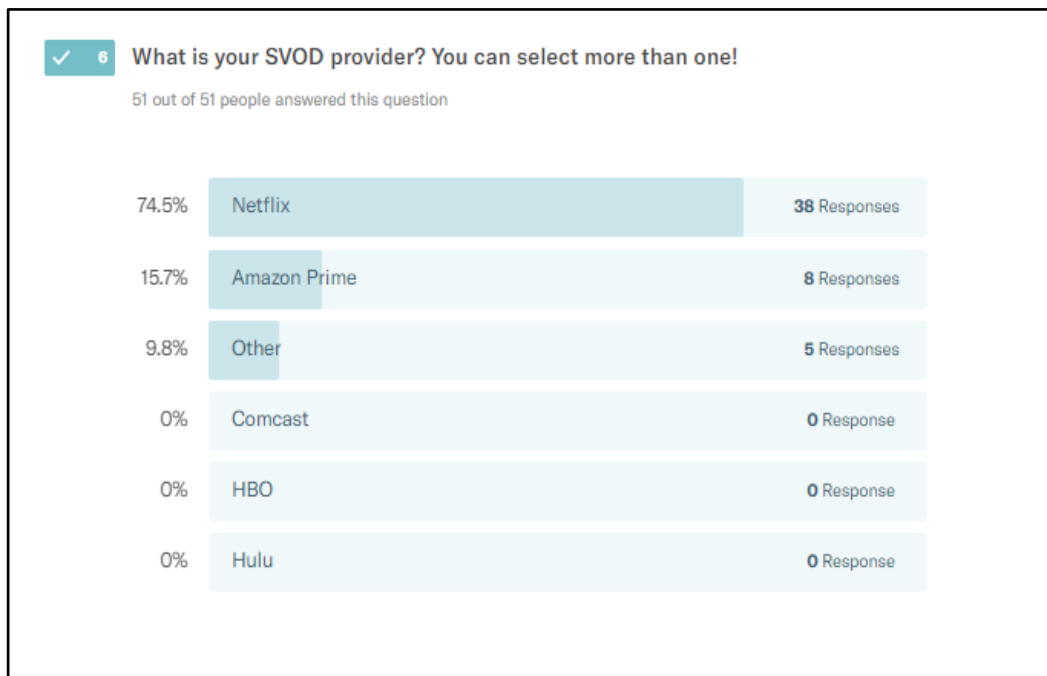 6 What is your SVOD provider? You can select more than one!
51 out of 51 people answered this question
74.5% Netflix 38 Responses
15.7% Amazon Prime 8 Responses
9.8% Other 5 Responses
0% Comcast 0 Response
0% HBO 0 Response
0% Hulu 0 Response